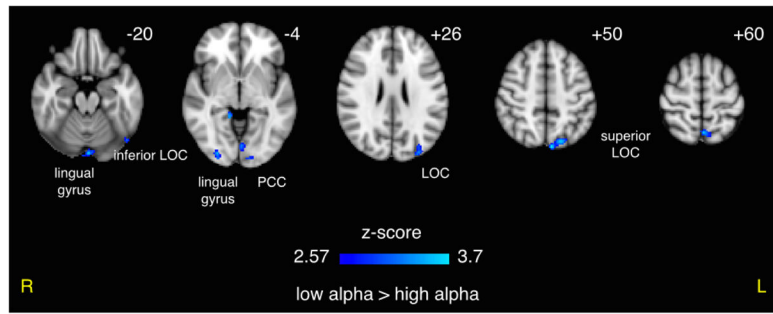 -20
-4
+26
+50
+60
inferior LOC
lingual
gyrus
lingual
gyrus
PCC
LOC
superior
LOC
z-score
2.57
3.7
R
L
low alpha > high alpha